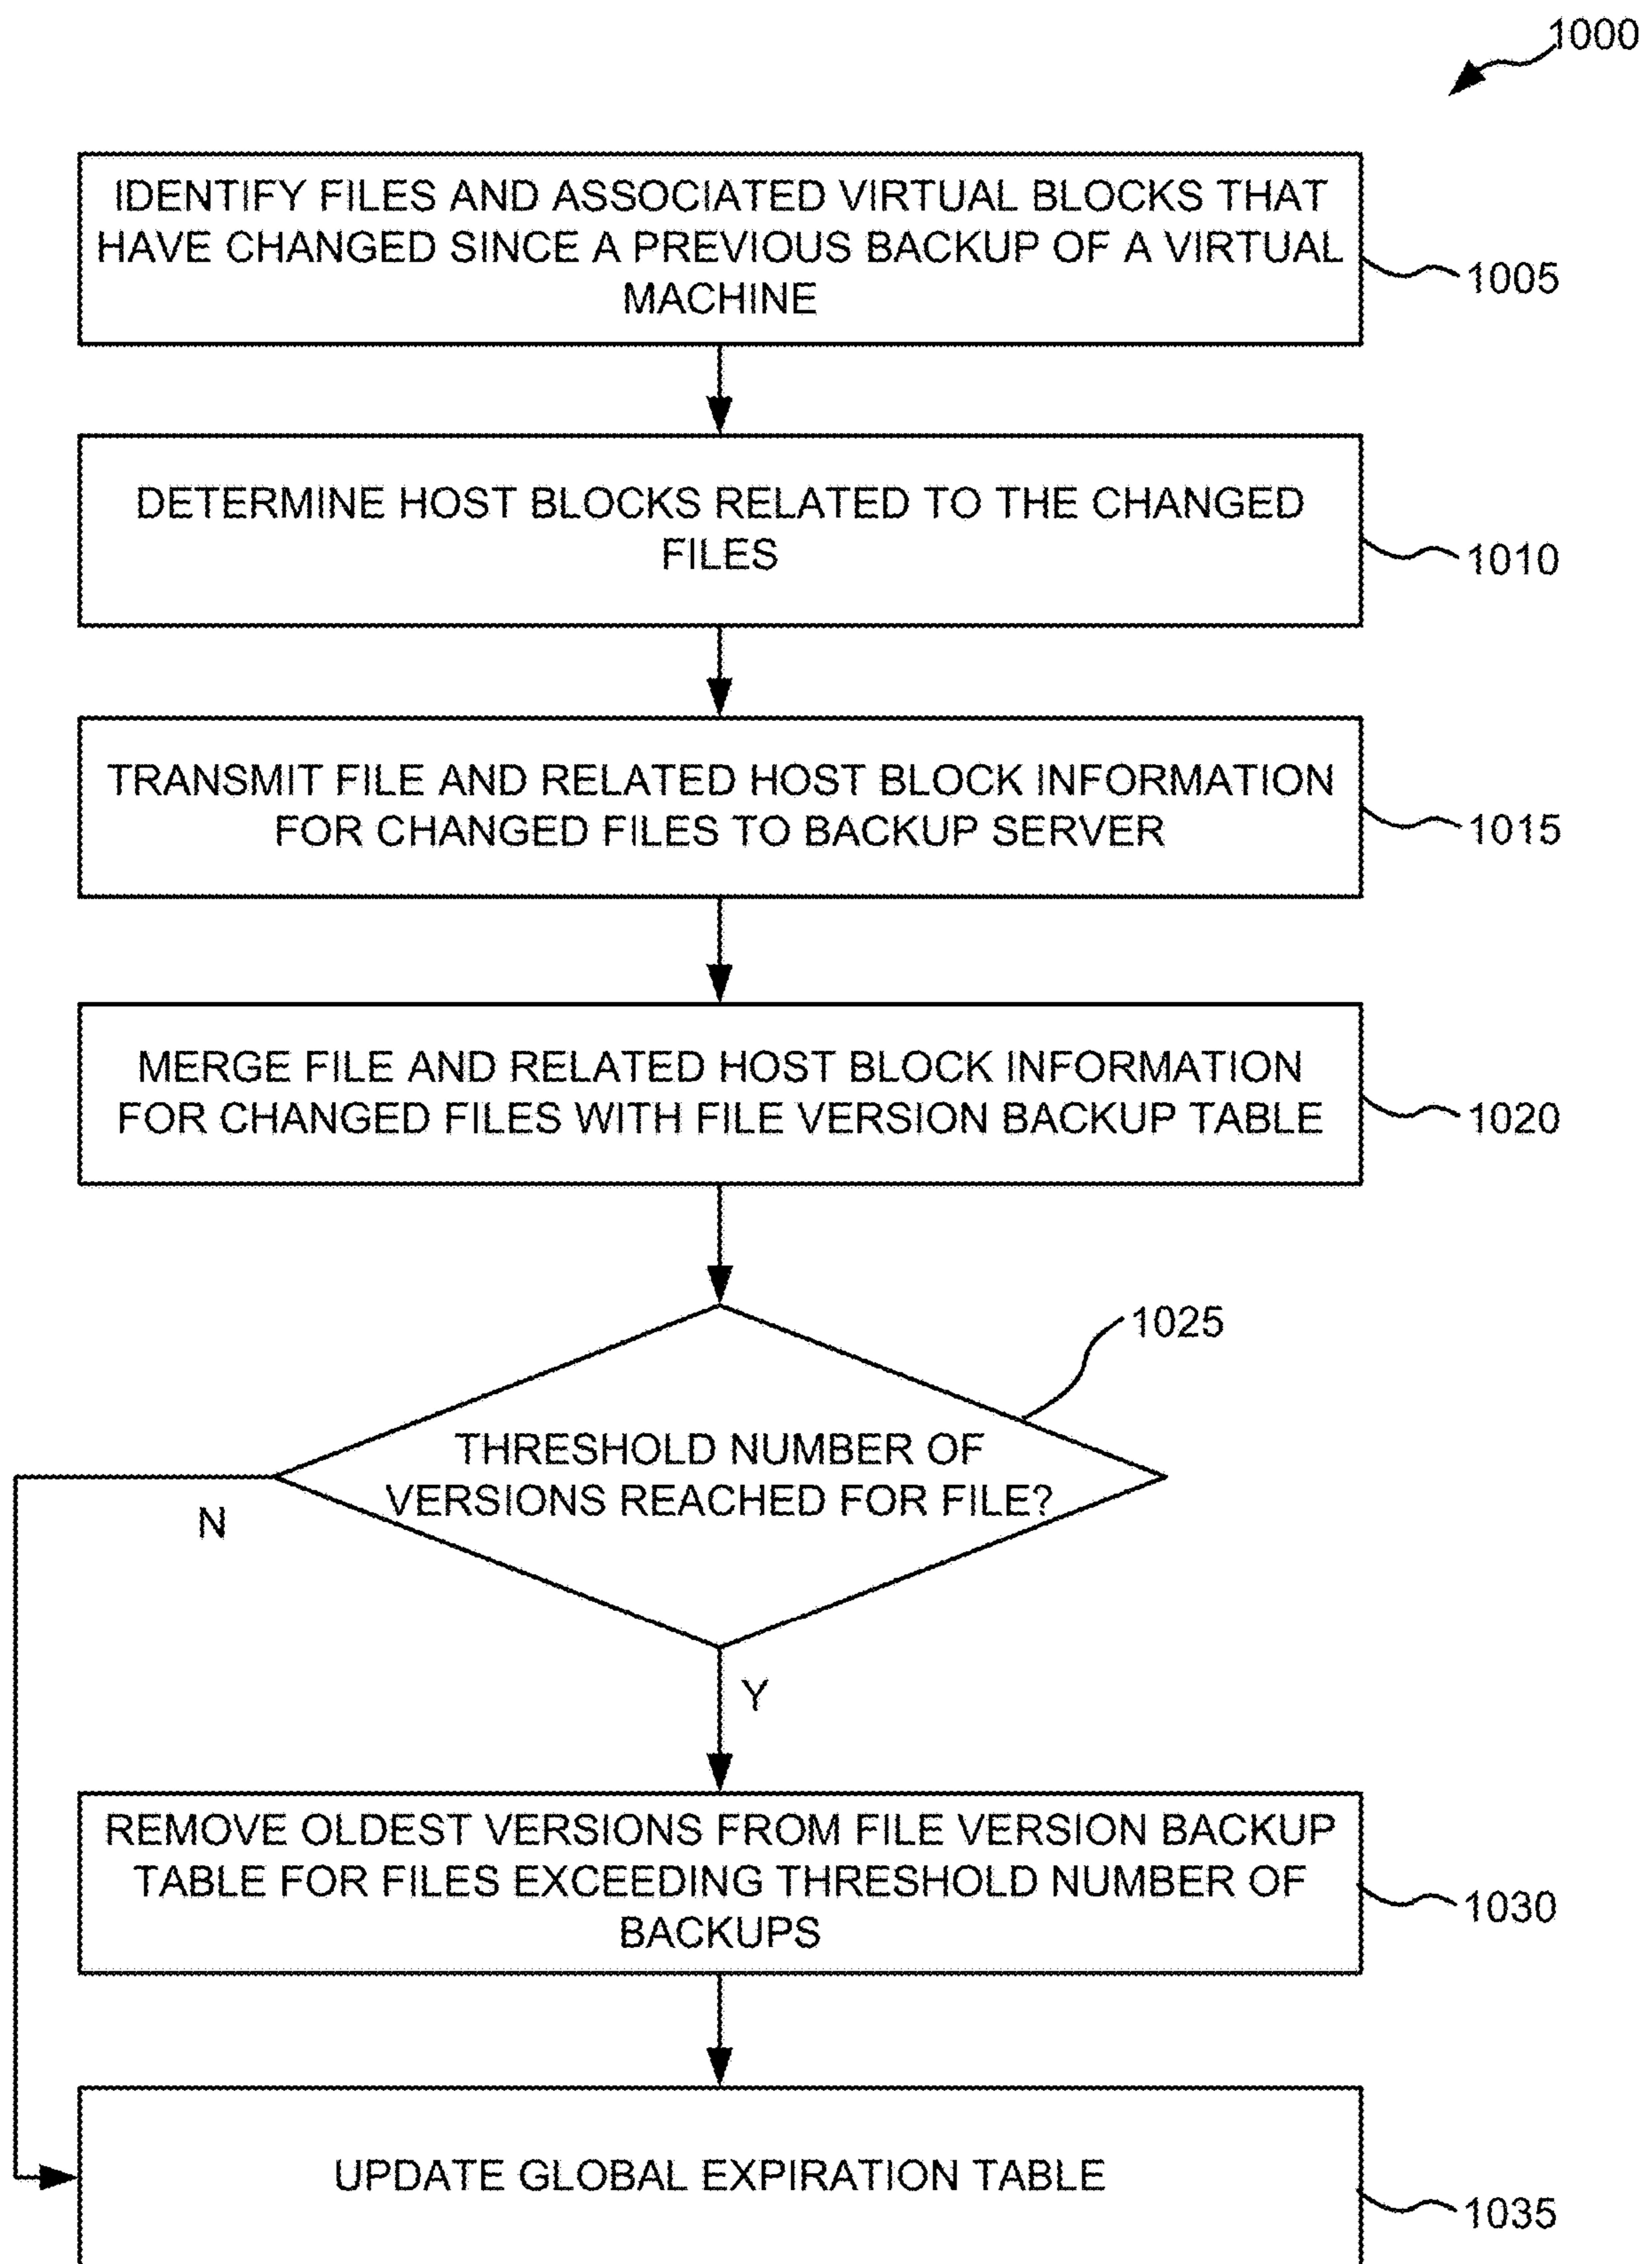 1000
IDENTIFY FILES AND ASSOCIATED VIRTUAL BLOCKS THAT
HAVE CHANGED SINCE A PREVIOUS BACKUP OF A VIRTUAL
MACHINE
1005
DETERMINE HOST BLOCKS RELATED TO THE CHANGED
FILES
1010
TRANSMIT FILE AND RELATED HOST BLOCK INFORMATION
FOR CHANGED FILES TO BACKUP SERVER
1015
MERGE FILE AND RELATED HOST BLOCK INFORMATION
FOR CHANGED FILES WITH FILE VERSION BACKUP TABLE
1020
1025
THRESHOLD NUMBER OF
VERSIONS REACHED FOR FILE?
N
Y
REMOVE OLDEST VERSIONS FROM FILE VERSION BACKUP
TABLE FOR FILES EXCEEDING THRESHOLD NUMBER OF
BACKUPS
1030
UPDATE GLOBAL EXPIRATION TABLE
1035